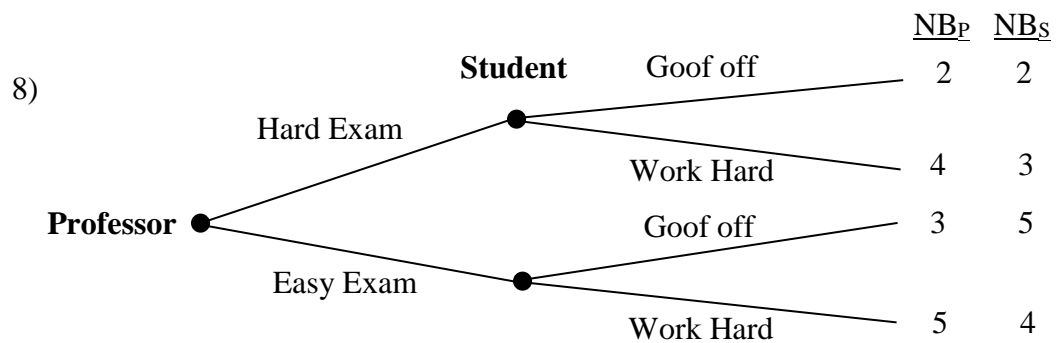 NBP NBS
Student Goof off 2 2
8)
Hard Exam
Work Hard 4 3
Professor Goof off 3 5
Easy Exam
Work Hard 5 4